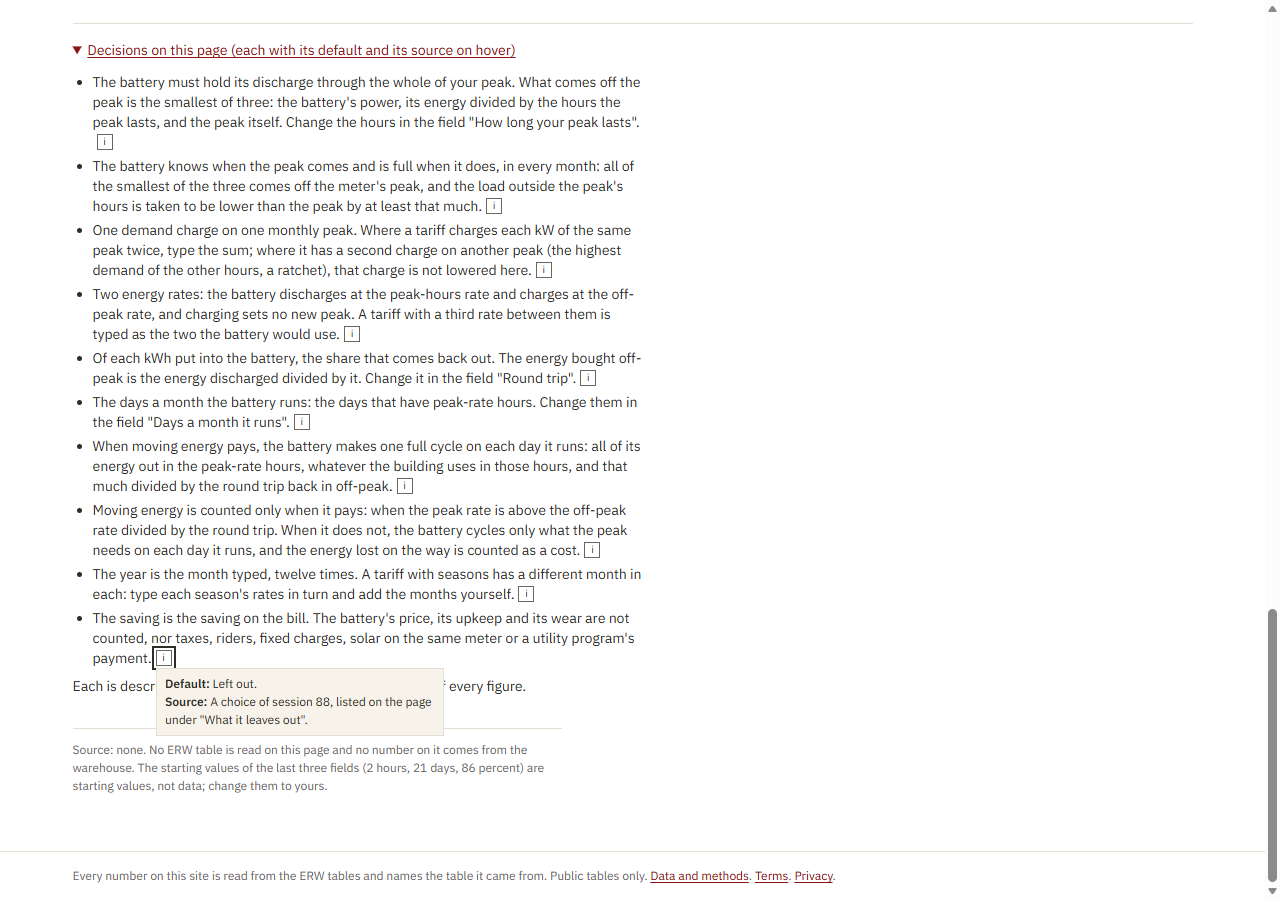 Decisions on this page (each with its default and its source on hover)
The battery must hold its discharge through the whole of your peak. What comes off the
peak is the smallest of three: the battery's power, its energy divided by the hours the
peak lasts, and the peak itself. Change the hours in the field "How long your peak lasts".
i
The battery knows when the peak comes and is full when it does, in every month: all of
the smallest of the three comes off the meter's peak, and the load outside the peak's
hours is taken to be lower than the peak by at least that much. i
One demand charge on one monthly peak. Where a tariff charges each kW of the same
peak twice, type the sum; where it has a second charge on another peak (the highest
demand of the other hours, a ratchet), that charge is not lowered here. i
Two energy rates: the battery discharges at the peak-hours rate and charges at the off-
peak rate, and charging sets no new peak. A tariff with a third rate between them is
typed as the two the battery would use. i
Of each kWh put into the battery, the share that comes back out. The energy bought off-
peak is the energy discharged divided by it. Change it in the field "Round trip". i
The days a month the battery runs: the days that have peak-rate hours. Change them in
the field "Days a month it runs". i
When moving energy pays, the battery makes one full cycle on each day it runs: all of its
energy out in the peak-rate hours, whatever the building uses in those hours, and that
much divided by the round trip back in off-peak. i
Moving energy is counted only when it pays: when the peak rate is above the off-peak
rate divided by the round trip. When it does not, the battery cycles only what the peak
needs on each day it runs, and the energy lost on the way is counted as a cost. i
The year is the month typed, twelve times. A tariff with seasons has a different month in
each: type each season's rates in turn and add the months yourself. i
The saving is the saving on the bill. The battery's price, its upkeep and its wear are not
counted, nor taxes, riders, fixed charges, solar on the same meter or a utility program's
payment. i
Each is descr
every figure.
Default: Left out.
Source: A choice of session 88, listed on the page
under "What it leaves out".
Source: none. No ERW table is read on this page and no number on it comes from the
warehouse. The starting values of the last three fields (2 hours, 21 days, 86 percent) are
starting values, not data; change them to yours.
Every number on this site is read from the ERW tables and names the table it came from. Public tables only. Data and methods. Terms. Privacy.